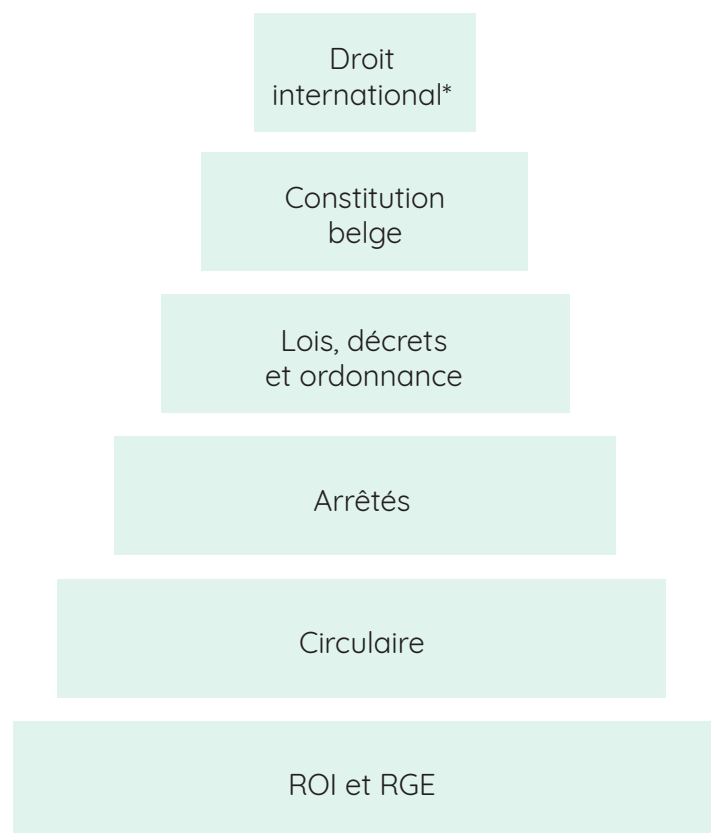 Droit
international*
Constitution
belge
Lois, décrets
et ordonnance
Arrêtés
Circulaire
ROI et RGE